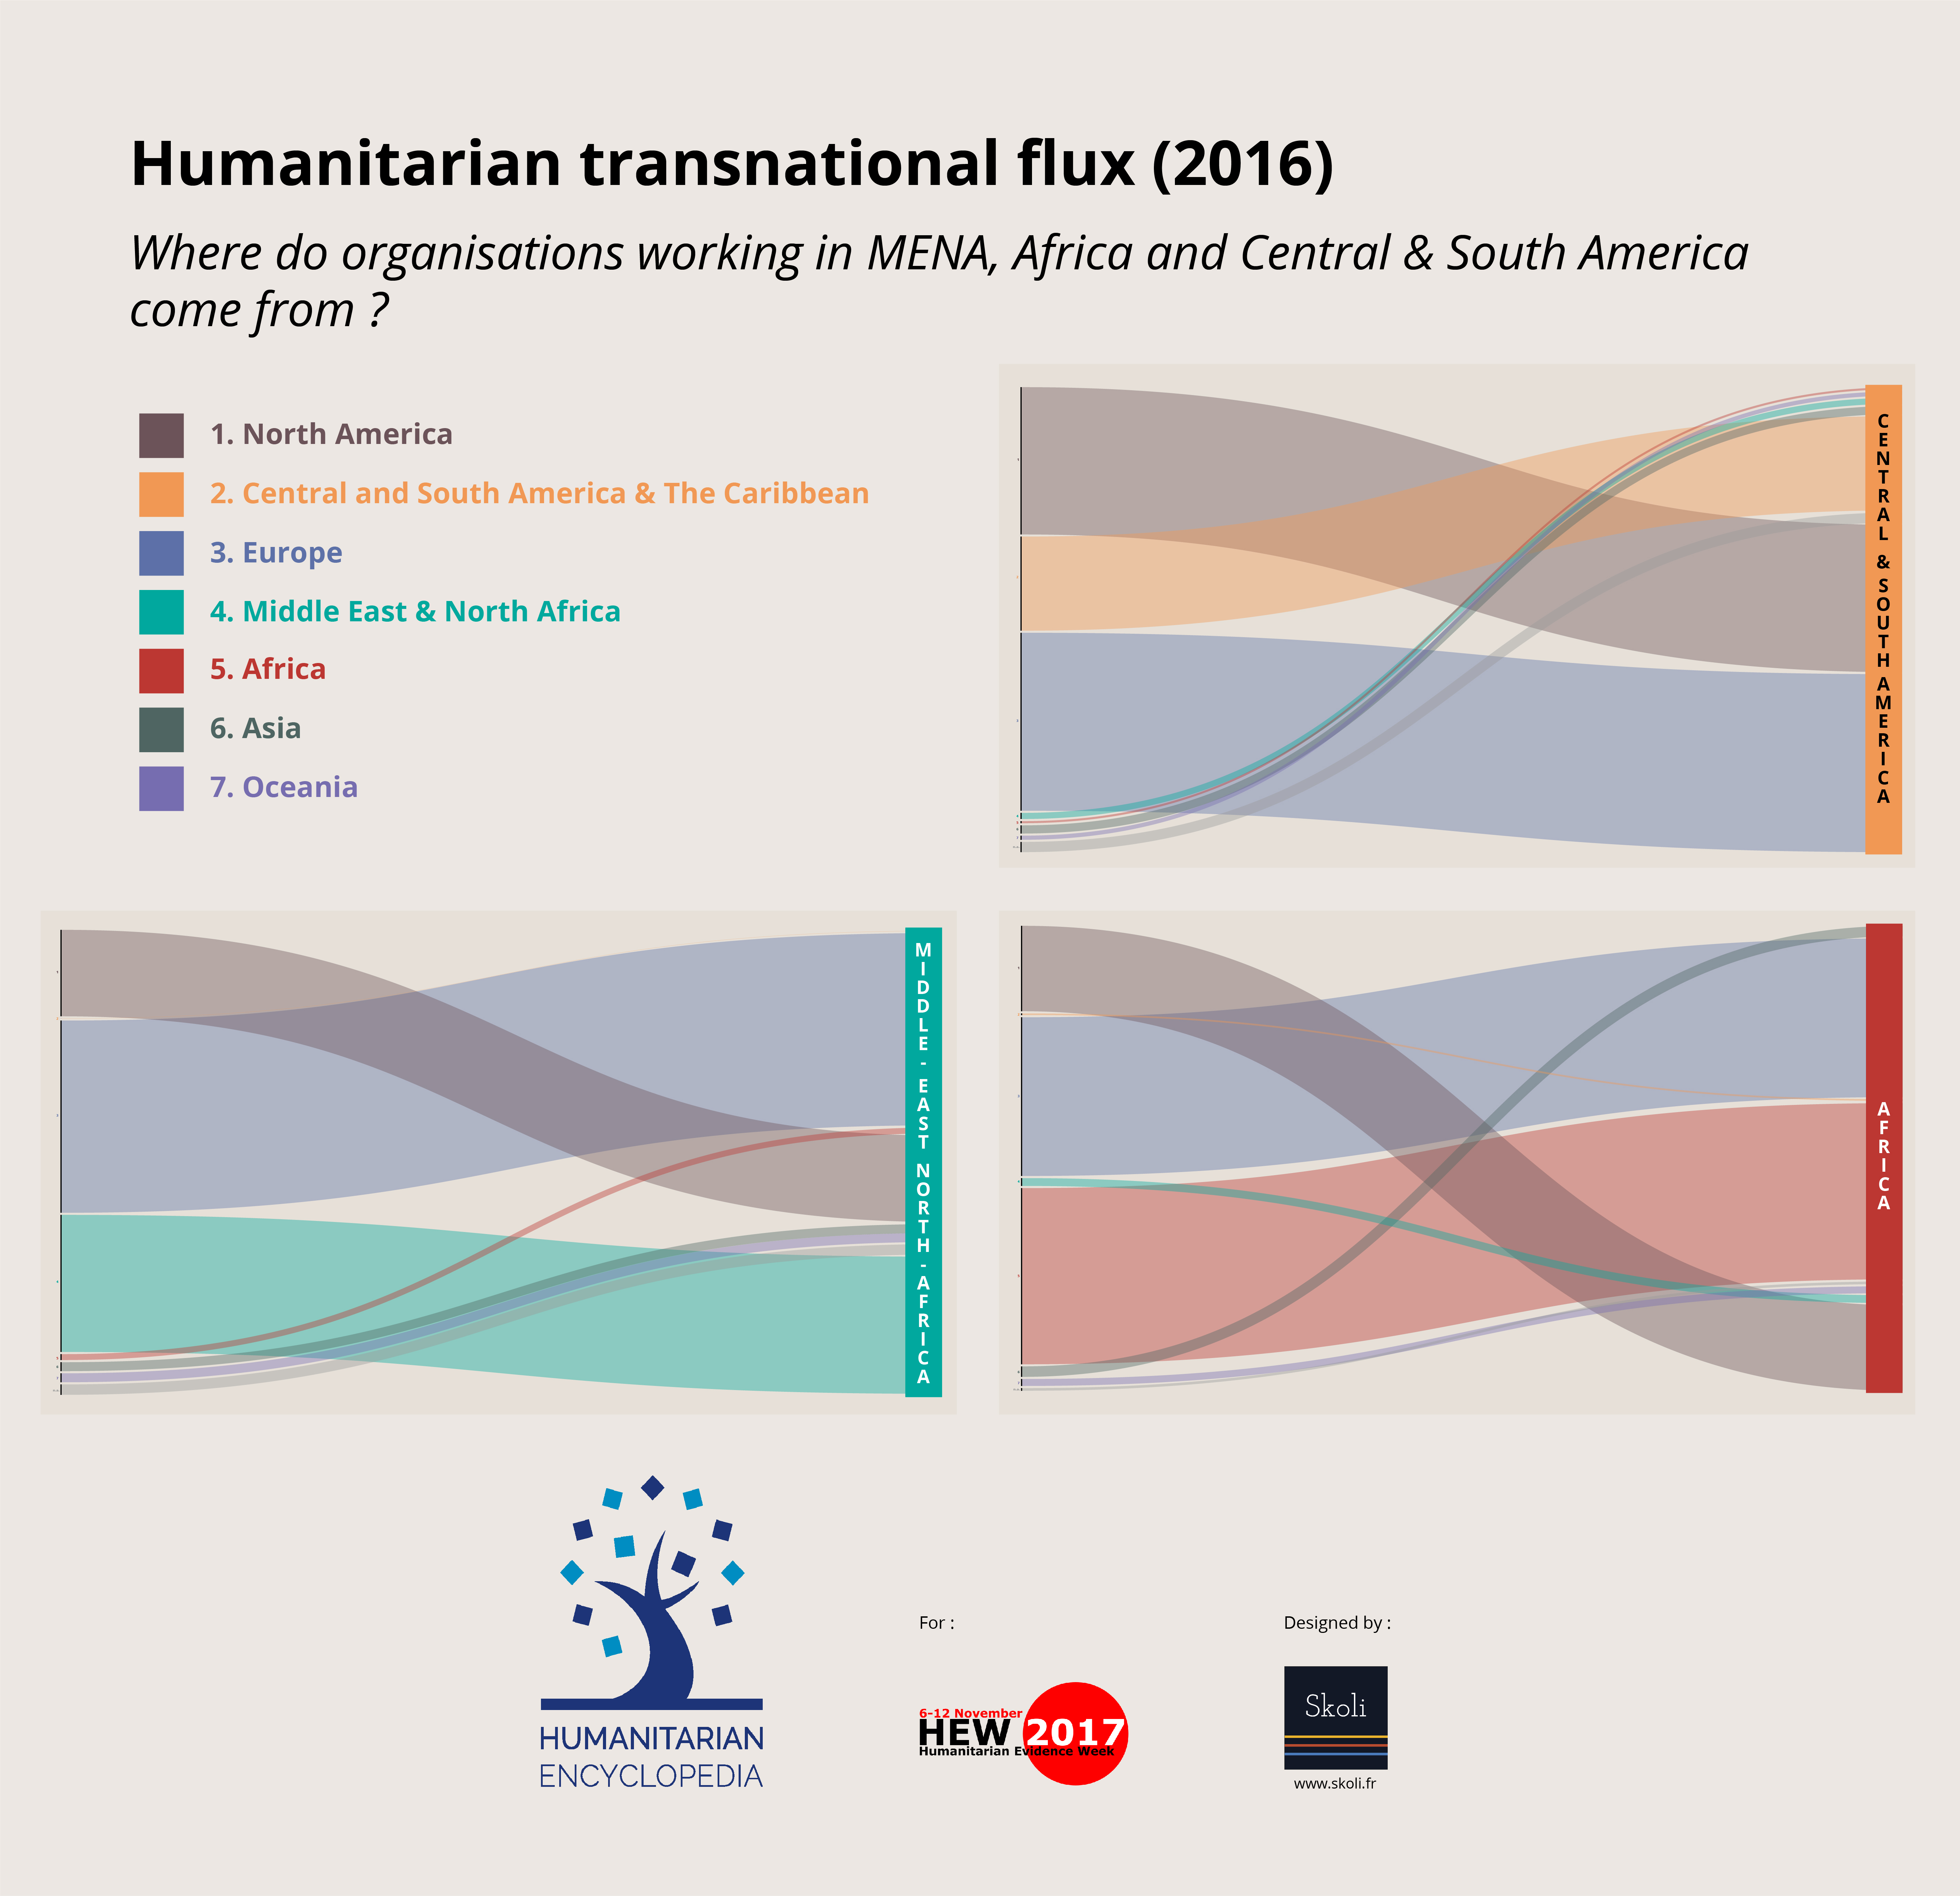 Humanitarian transnational flux (2016)
Where do organisations working in MENA, Africa and Central & South America
come from ?
1. North America
2. Central and South America & The Caribbean
3. Europe
4. Middle East & North Africa
5. Africa
6. Asia
7. Oceania
CENTRAL & SOUTH AMERICA
MIDDLE-EAST NORTH-AFRICA
AFRICA
HUMANITARIAN
ENCYCLOPEDIA
For :
6-12 November
HEW 2017
Humanitarian Evidence Week
Designed by :
Skoli
www.skoli.fr